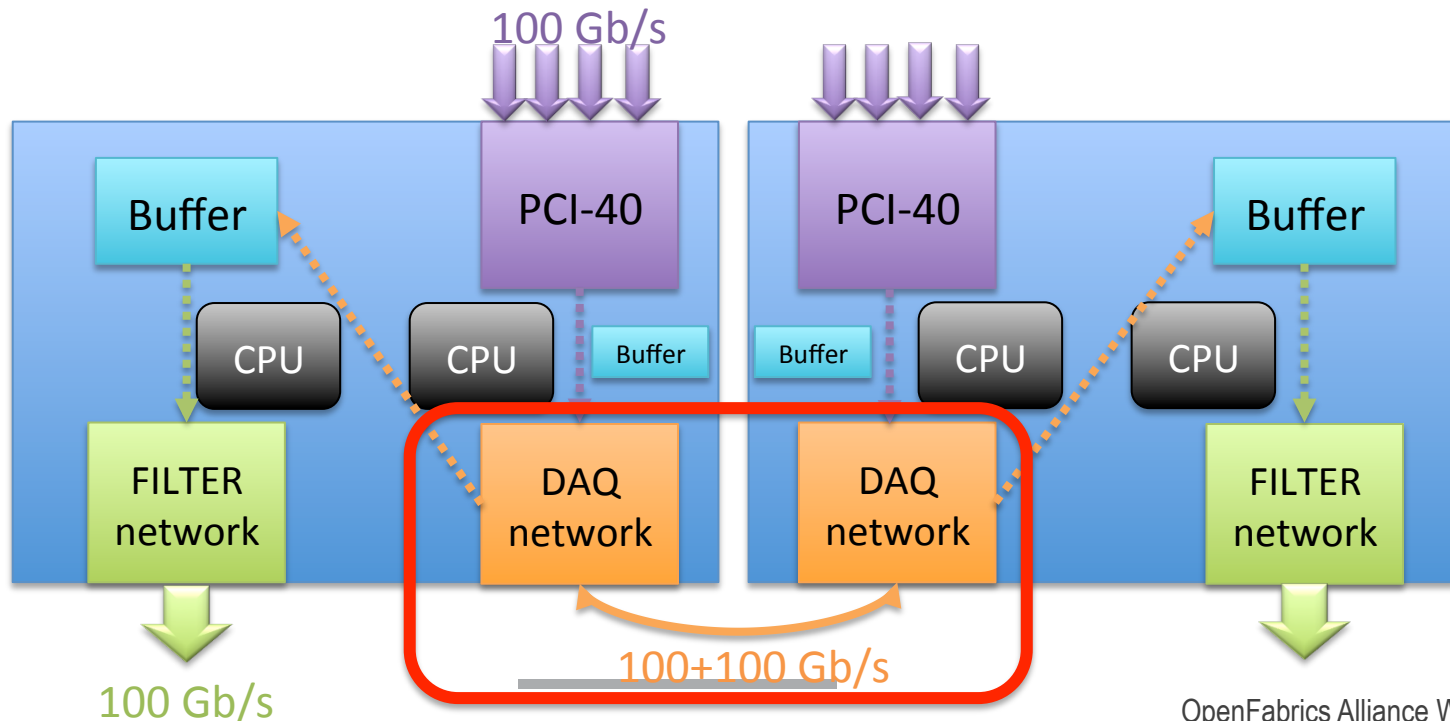 100 Gb/s
Buffer
PCI-40
PCI-40
Buffer
CPU
CPU
Buffer
Buffer
CPU
CPU
FILTER
network
DAQ
network
DAQ
network
FILTER
network
100+100 Gb/s
100 Gb/s
OpenFabrics Alliance W